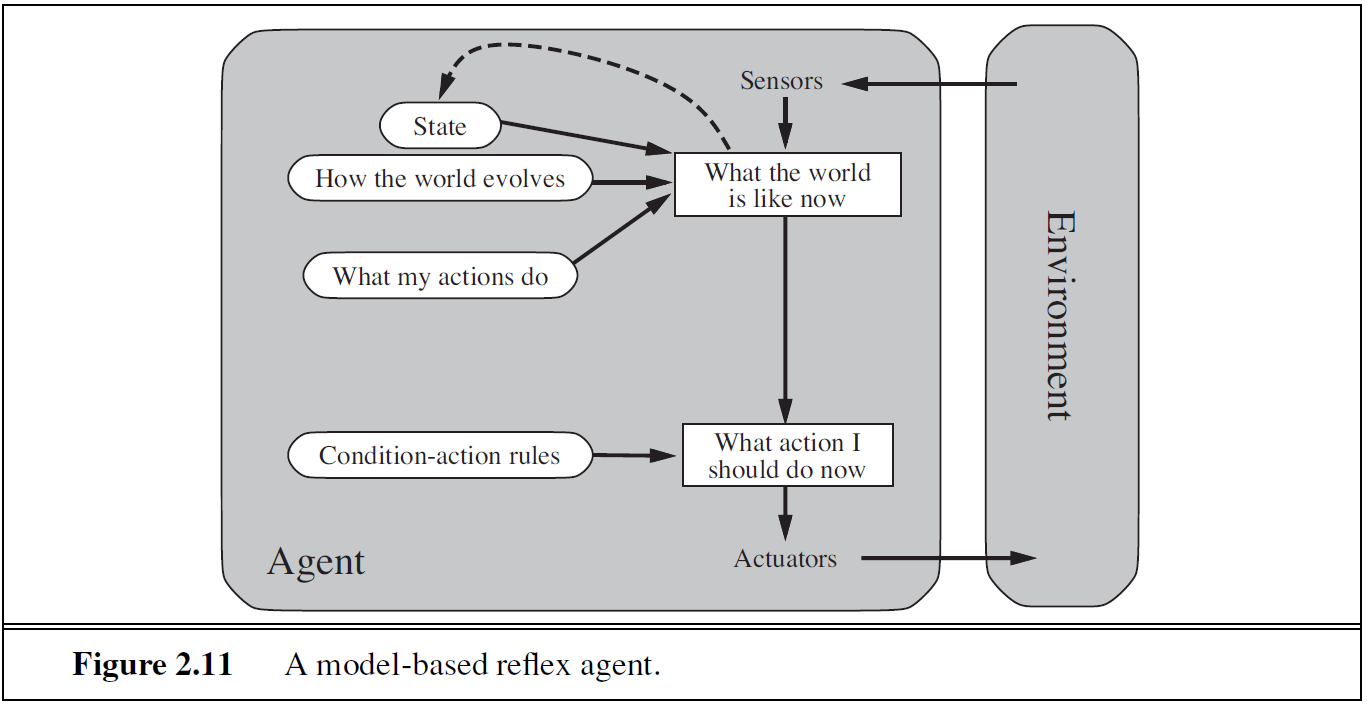 Sensors
State
How the world evolves
What the world
is like now
What my actions do
Condition-action rules
What action I
should do now
Agent
Actuators
Environment
Figure 2.11 A model-based reflex agent.